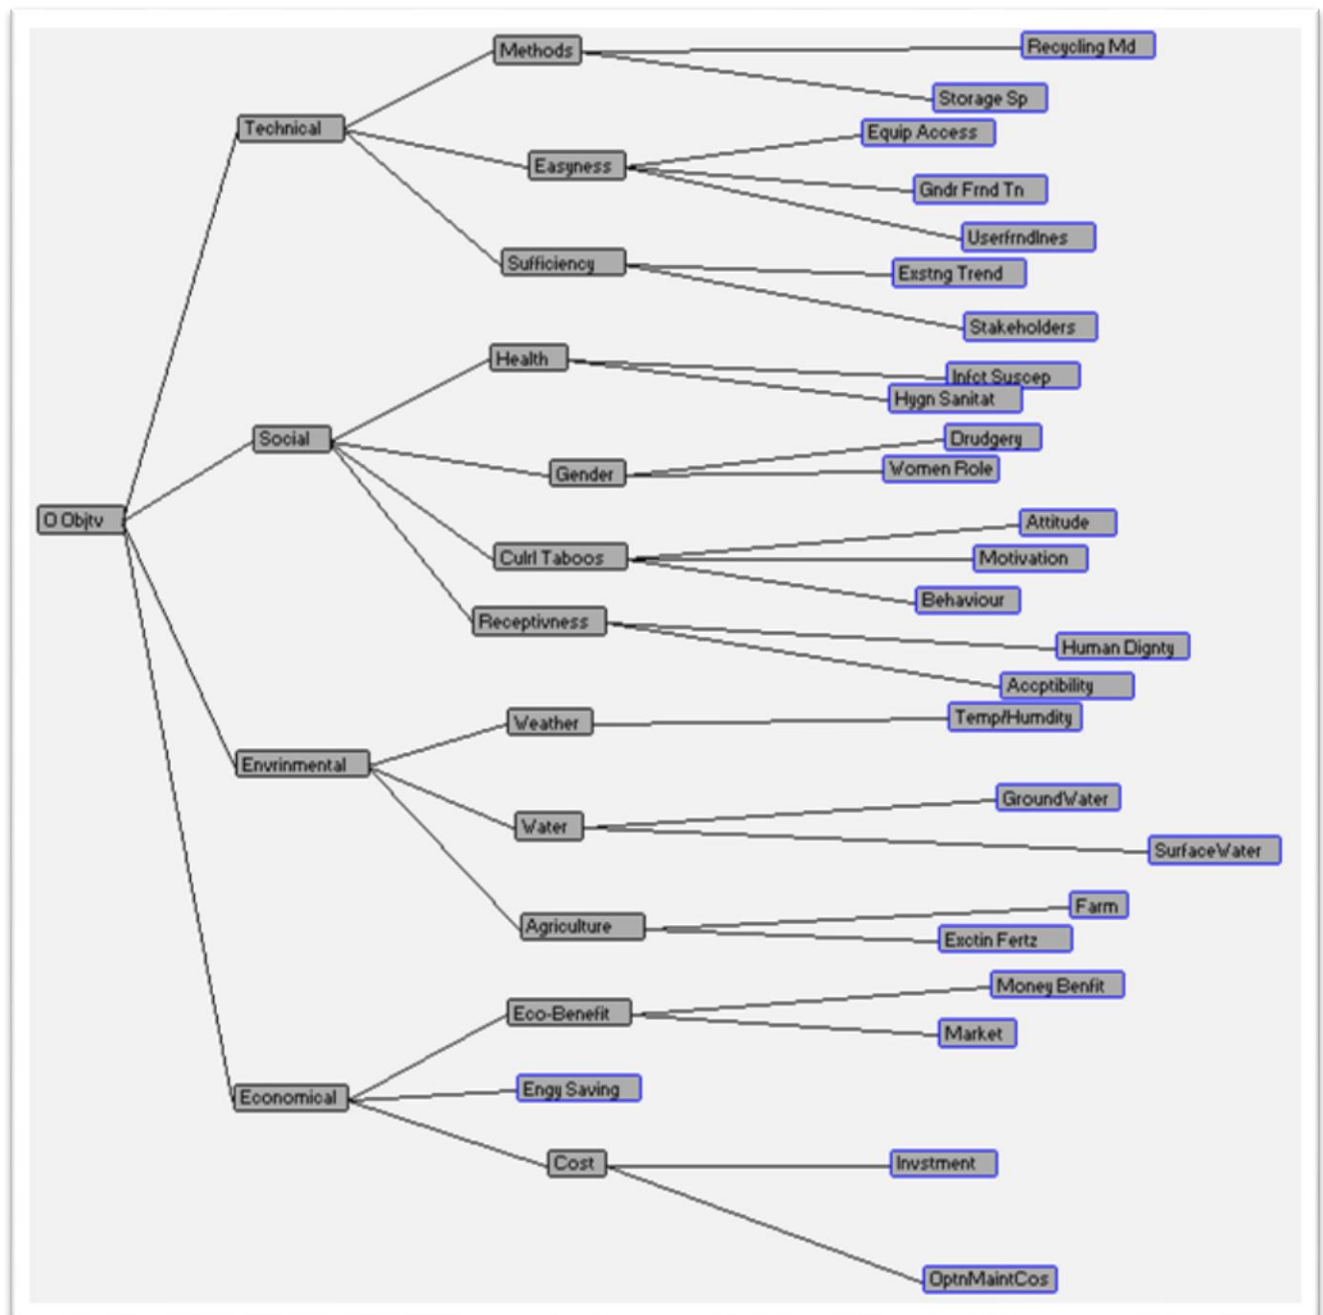 Methods
Recycling Md
Storage Sp
Technical
Equip Access
Easyness
Gndr Frnd Tn
Userfrndlnes
Sufficiency
Exstng Trend
Stakeholders
Health
Infct Suscep
Hygn Sanitat
Social
Drudgery
Gender
Women Role
O Objtv
Attitude
Culrl Taboos
Motivation
Behaviour
Receptivness
Human Dignty
Accptibility
Weather
Temp/Humdity
Envrinmental
GroundWater
Water
SurfaceWater
Farm
Agriculture
Exctin Fertz
Money Benfit
Eco-Benefit
Market
Engy Saving
Economical
Cost
Invstment
OptnMaintCos